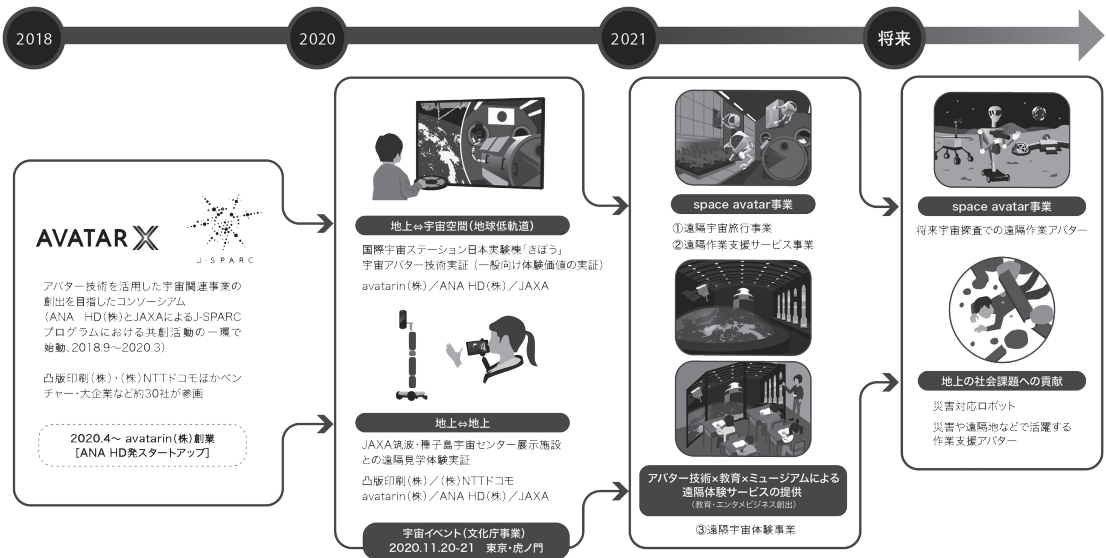 2018
2020
2021
将来
AVATAR X
J-SPARC
アバター技術を活用した宇宙関連事業の
創出を目指したコンソーシアム
(ANA HD(株)とJAXAによるJ-SPARC
プログラムにおける共創活動の一環で
始動、2018.9～2020.3)
凸版印刷(株)・(株)NTTドコモほかベン
チャー・大企業など約30社が参画
2020.4～ avatarin(株)創業
[ANA HD発スタートアップ]
地上⇔宇宙空間(地球低軌道)
国際宇宙ステーション日本実験棟「きぼう」
宇宙アバター技術実証(一般向け体験価値の実証)
avatarin(株)／ANA HD(株)／JAXA
地上⇔地上
JAXA筑波・種子島宇宙センター展示施設
との遠隔見学体験実証
凸版印刷(株)／(株)NTTドコモ
avatarin(株)／ANA HD(株)／JAXA
宇宙イベント(文化庁事業)
2020.11.20-21 東京・虎ノ門
space avatar事業
①遠隔宇宙旅行事業
②遠隔作業支援サービス事業
アバター技術×教育×ミュージアムによる
遠隔体験サービスの提供
(教育・エンタメビジネス創出)
③遠隔宇宙体験事業
space avatar事業
将来宇宙探査での遠隔作業アバター
地上の社会課題への貢献
災害対応ロボット
災害や遠隔地などで活躍する
作業支援アバター